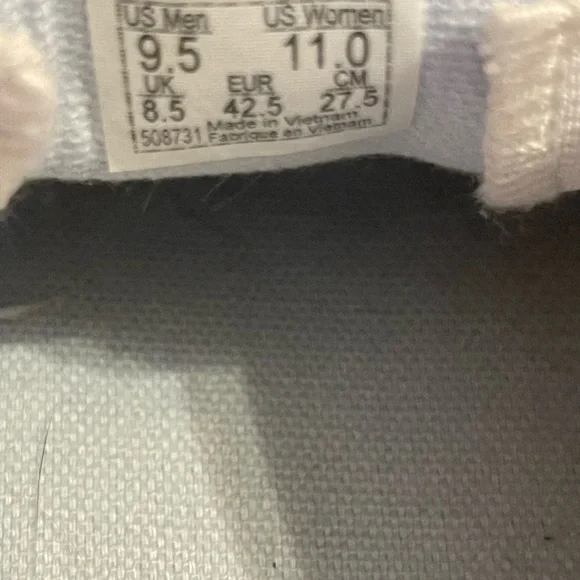 US Men US Women
9.5 11.0
UK EUR CM
8.5 42.5 27.5
508731 Made in Vietnam
Fabriqué en Vietnam